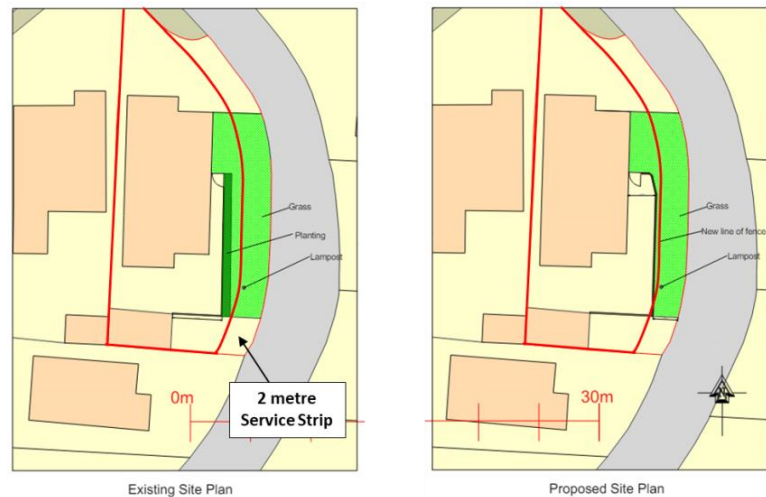 Grass
Planting
Lampost
0m
2 metre
Service Strip
Existing Site Plan
Grass
New line of fence
Lampost
30m
Proposed Site Plan